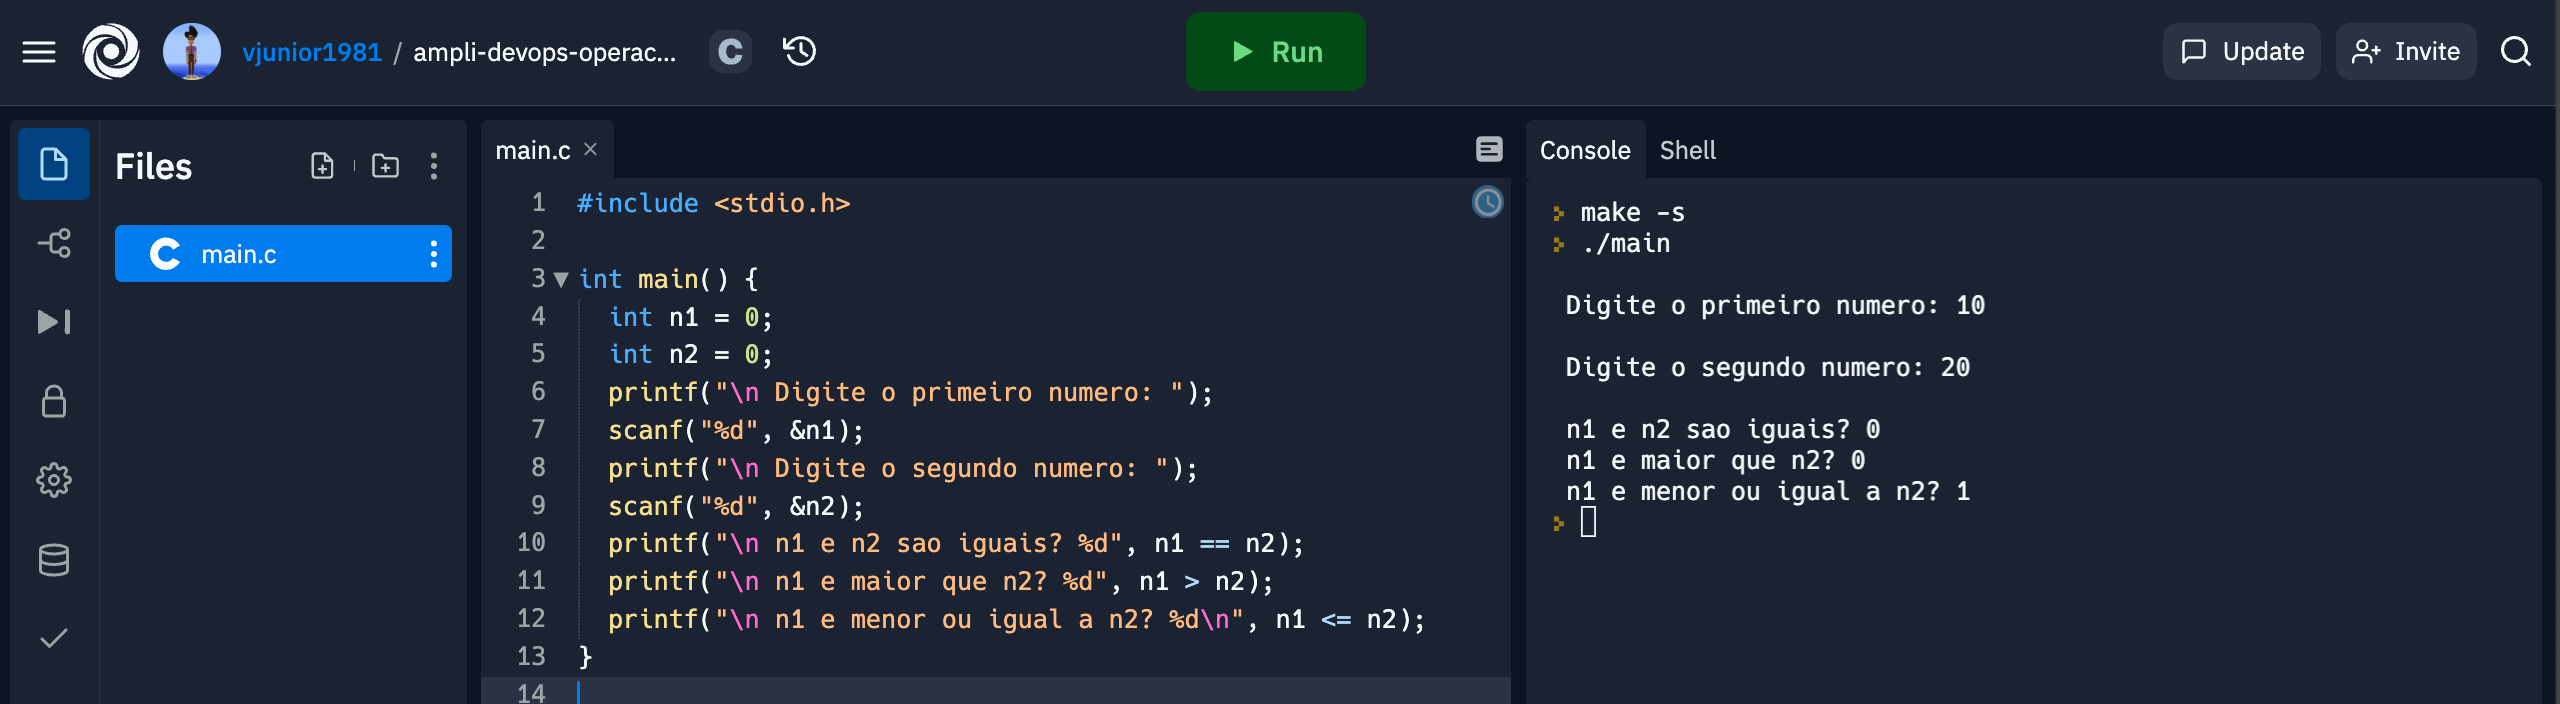 vjunior1981 / ampli-devops-operac... C
Run
Update
Invite
Files
main.c
main.c
1 #include <stdio.h>
2
3 int main() {
4 int n1 = 0;
5 int n2 = 0;
6 printf("\n Digite o primeiro numero: ");
7 scanf("%d", &n1);
8 printf("\n Digite o segundo numero: ");
9 scanf("%d", &n2);
10 printf("\n n1 e n2 sao iguais? %d", n1 == n2);
11 printf("\n n1 e maior que n2? %d", n1 > n2);
12 printf("\n n1 e menor ou igual a n2? %d\n", n1 <= n2);
13 }
14
Console Shell
make -s
./main
Digite o primeiro numero: 10
Digite o segundo numero: 20
n1 e n2 sao iguais? 0
n1 e maior que n2? 0
n1 e menor ou igual a n2? 1